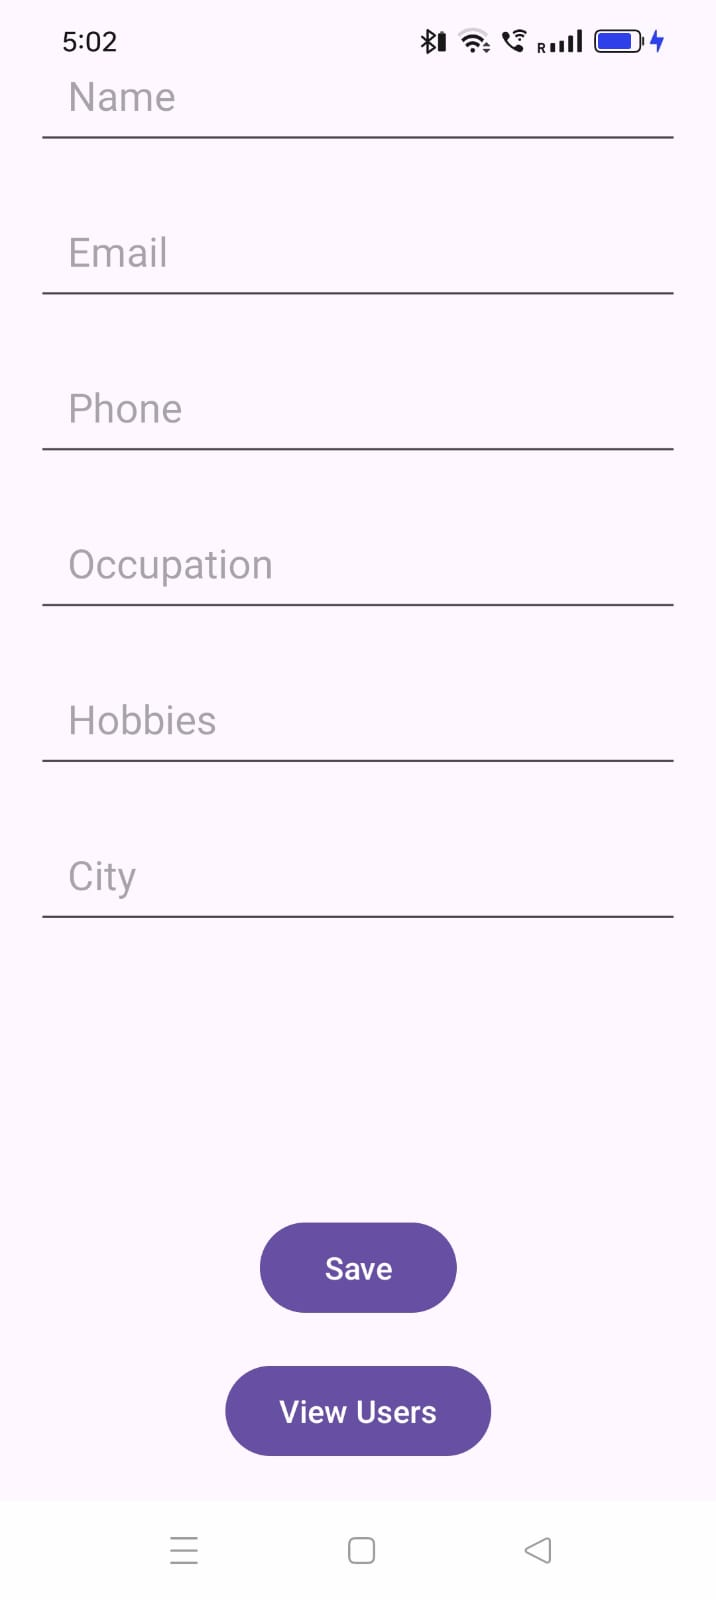 5:02
R
Name
Email
Phone
Occupation
Hobbies
City
Save
View Users